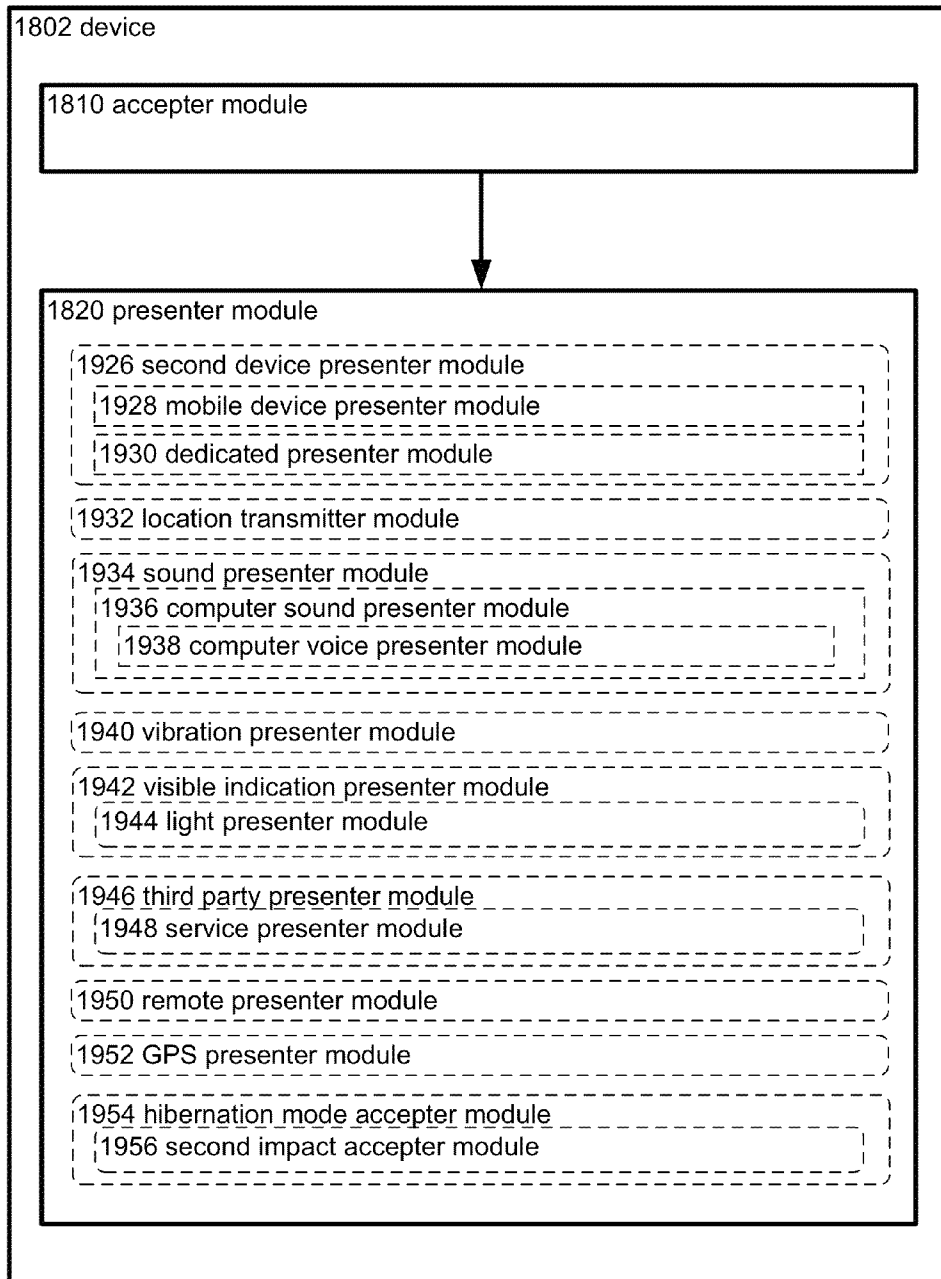 1802 device
1810 accepter module
1820 presenter module
1926 second device presenter module
1928 mobile device presenter module
1930 dedicated presenter module
1932 location transmitter module
1934 sound presenter module
1936 computer sound presenter module
1938 computer voice presenter module
1940 vibration presenter module
1942 visible indication presenter module
1944 light presenter module
1946 third party presenter module
1948 service presenter module
1950 remote presenter module
1952 GPS presenter module
1954 hibernation mode accepter module
1956 second impact accepter module